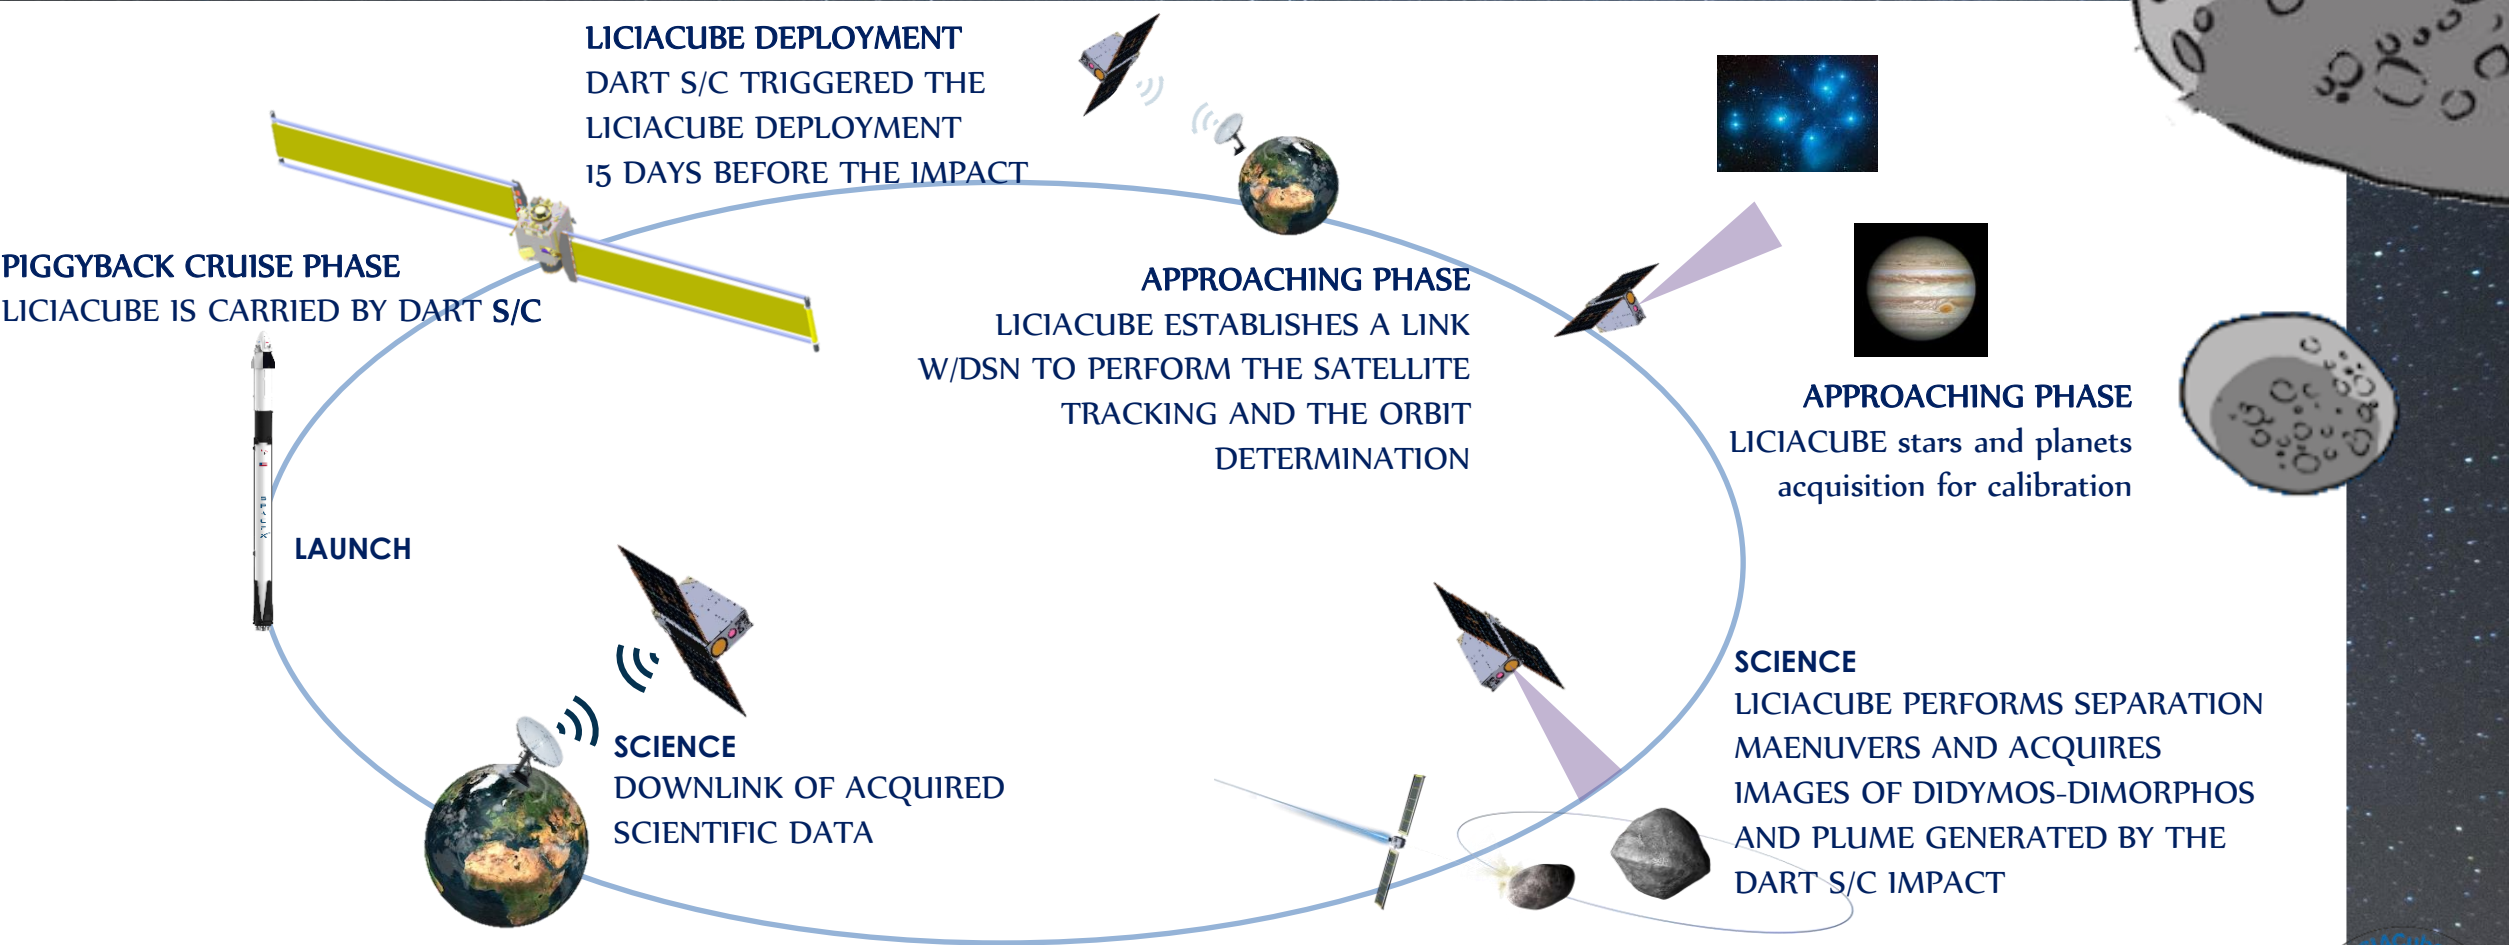 LICIACUBE DEPLOYMENT
DART S/C TRIGGERED THE
LICIACUBE DEPLOYMENT
15 DAYS BEFORE THE IMPACT
PIGGYBACK CRUISE PHASE
LICIACUBE IS CARRIED BY DART S/C
APPROACHING PHASE
LICIACUBE ESTABLISHES A LINK
W/DSN TO PERFORM THE SATELLITE
TRACKING AND THE ORBIT
DETERMINATION
APPROACHING PHASE
LICIACUBE stars and planets
acquisition for calibration
SPACEX
LAUNCH
SCIENCE
LICIACUBE PERFORMS SEPARATION
MAENUVERS AND ACQUIRES
IMAGES OF DIDYMOS-DIMORPHOS
AND PLUME GENERATED BY THE
DART S/C IMPACT
SCIENCE
DOWNLINK OF ACQUIRED
SCIENTIFIC DATA